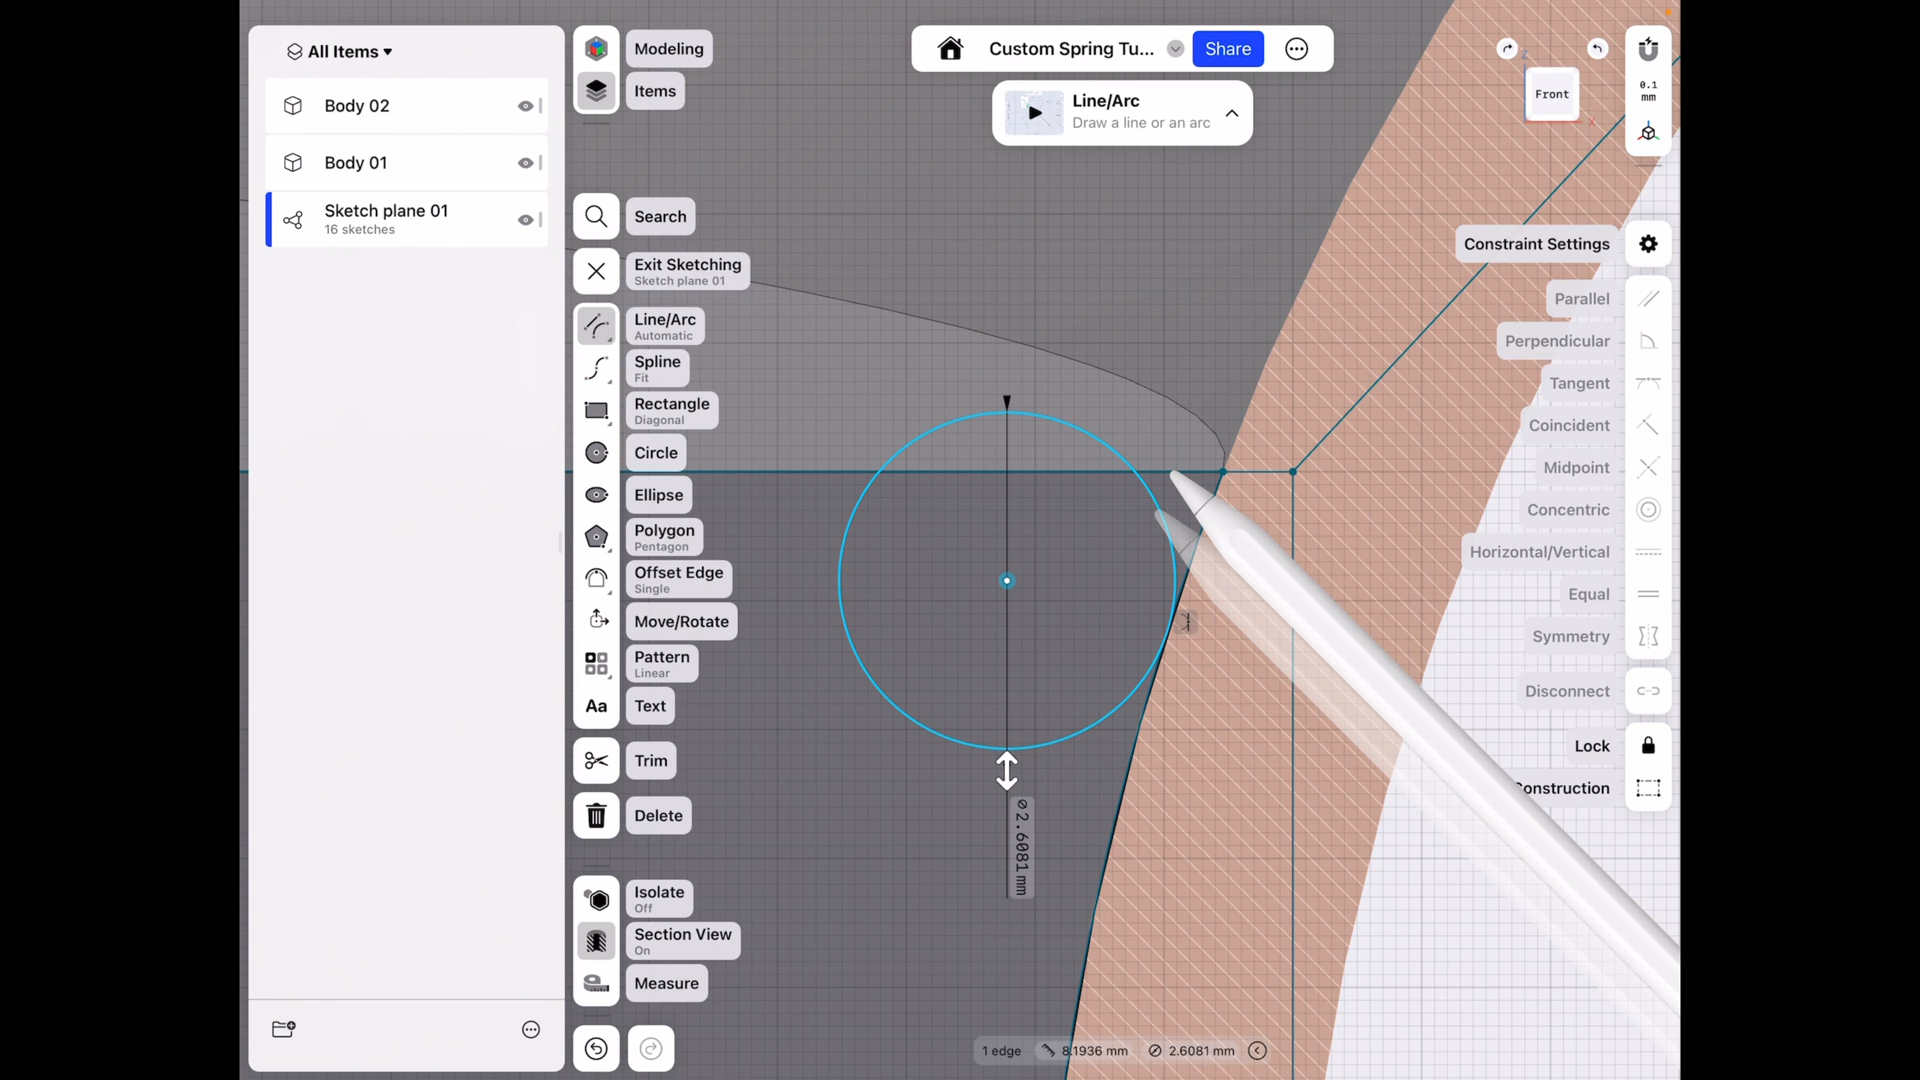 All Items
Body 02
Body 01
Sketch plane 01
16 sketches
Modeling
Items
Search
Exit Sketching
Sketch plane 01
Line/Arc
Automatic
Spline
Fit
Rectangle
Diagonal
Circle
Ellipse
Polygon
Pentagon
Offset Edge
Single
Move/Rotate
Pattern
Linear
Aa
Text
Trim
Delete
Isolate
Off
Section View
On
Measure
Custom Spring Tu...
Share
Line/Arc
Draw a line or an arc
⌀2.6081 mm
1 edge
8.1936 mm
2.6081 mm
Front
Z
X
0.1
mm
Constraint Settings
Parallel
Perpendicular
Tangent
Coincident
Midpoint
Concentric
Horizontal/Vertical
Equal
Symmetry
Disconnect
Lock
Construction